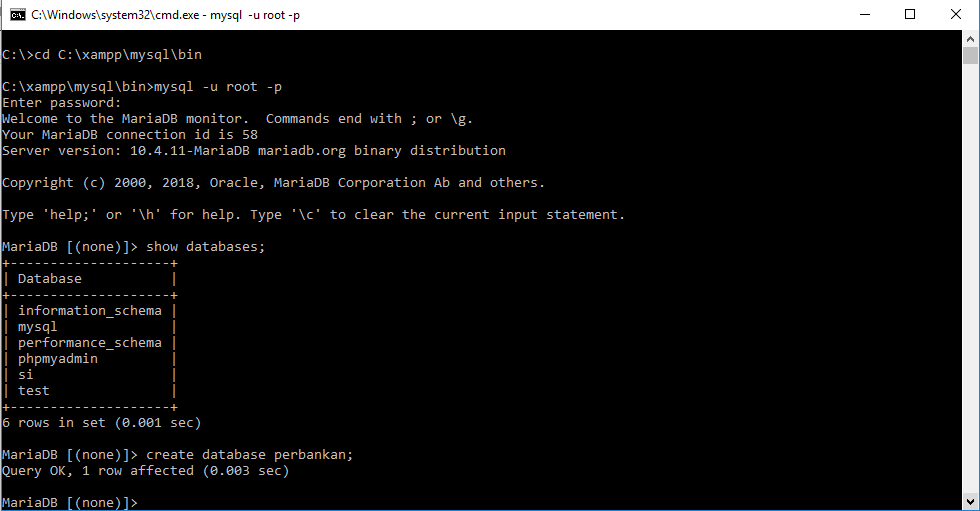 C:\Windows\system32\cmd.exe - mysql  -u root -p
C:\>cd C:\xampp\mysql\bin
C:\xampp\mysql\bin>mysql -u root -p
Enter password:
Welcome to the MariaDB monitor.  Commands end with ; or \g.
Your MariaDB connection id is 58
Server version: 10.4.11-MariaDB mariadb.org binary distribution
Copyright (c) 2000, 2018, Oracle, MariaDB Corporation Ab and others.
Type 'help;' or '\h' for help. Type '\c' to clear the current input statement.
MariaDB [(none)]> show databases;
+--------------------+
| Database           |
+--------------------+
| information_schema |
| mysql              |
| performance_schema |
| phpmyadmin         |
| si                 |
| test               |
+--------------------+
6 rows in set (0.001 sec)
MariaDB [(none)]> create database perbankan;
Query OK, 1 row affected (0.003 sec)
MariaDB [(none)]>